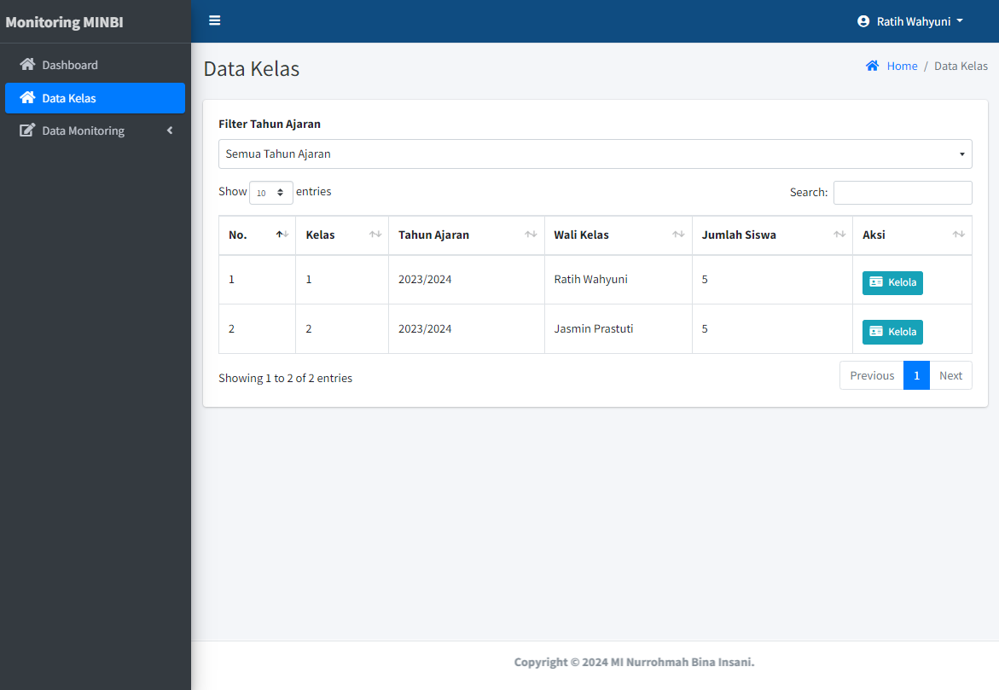 Monitoring MINBI
Ratih Wahyuni
Dashboard
Data Kelas
Data Monitoring
Data Kelas
Home / Data Kelas
Filter Tahun Ajaran
Semua Tahun Ajaran
Show 10 entries
Search:
No. Kelas Tahun Ajaran Wali Kelas Jumlah Siswa Aksi
1 1 2023/2024 Ratih Wahyuni 5 Kelola
2 2 2023/2024 Jasmin Prastuti 5 Kelola
Showing 1 to 2 of 2 entries
Previous 1 Next
Copyright © 2024 MI Nurrohmah Bina Insani.